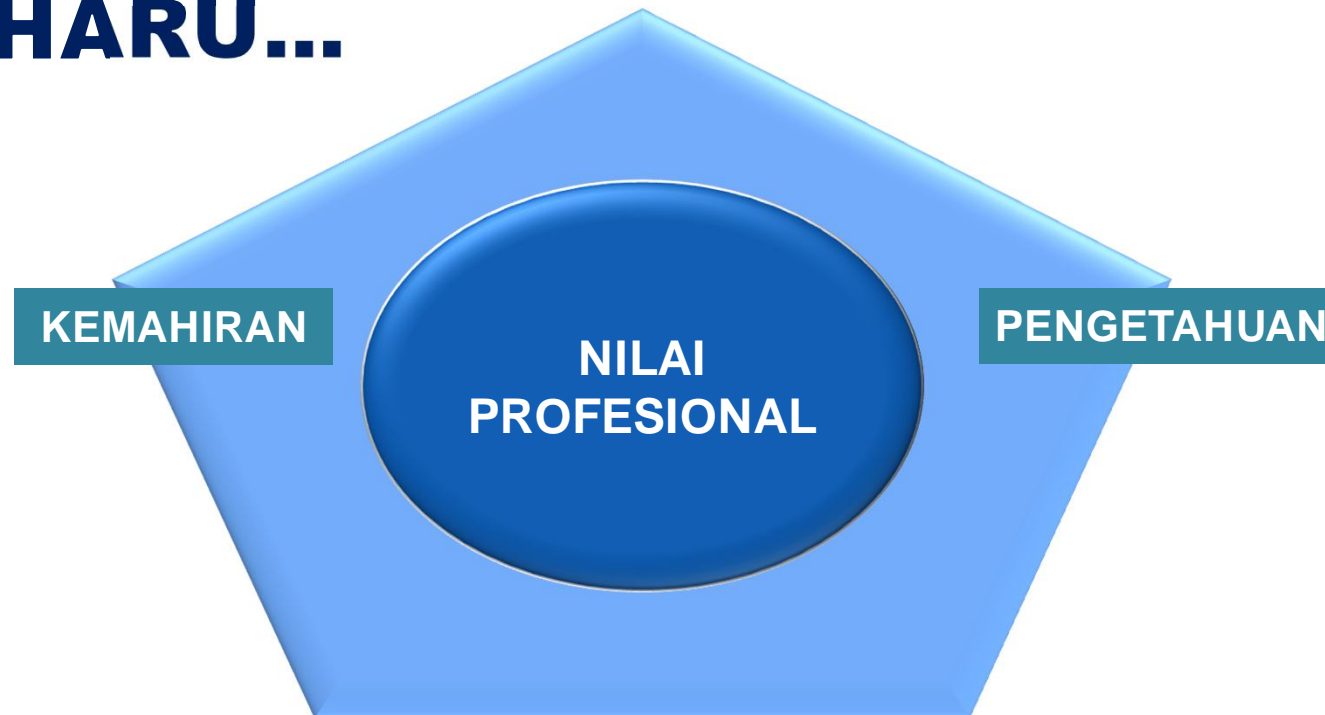 HARU...
KEMAHIRAN
NILAI
PROFESIONAL
PENGETAHUAN